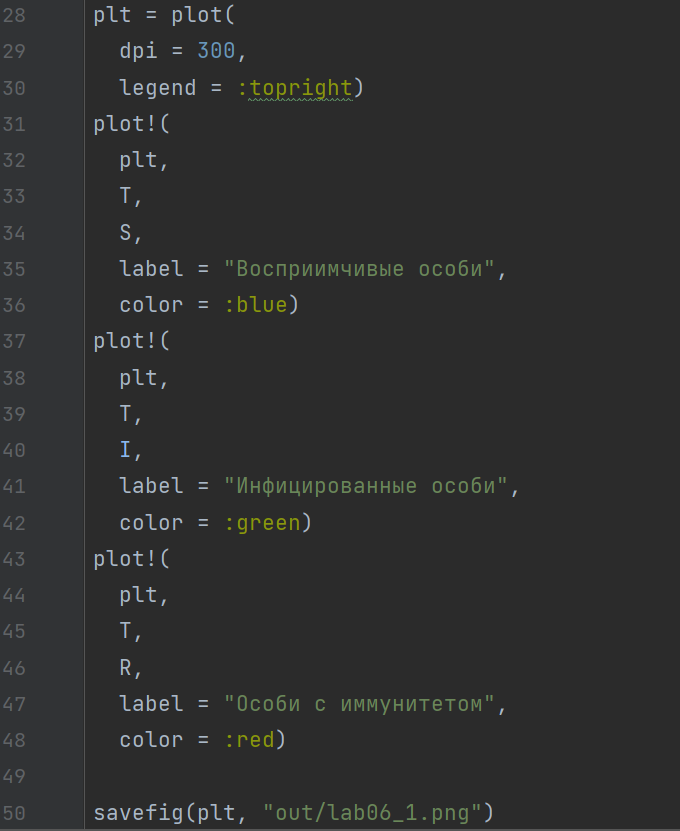 28 plt = plot(
29   dpi = 300,
30   legend = :topright)
31 plot!(
32   plt,
33   T,
34   S,
35   label = "Восприимчивые особи",
36   color = :blue)
37 plot!(
38   plt,
39   T,
40   I,
41   label = "Инфицированные особи",
42   color = :green)
43 plot!(
44   plt,
45   T,
46   R,
47   label = "Особи с иммунитетом",
48   color = :red)
49
50 savefig(plt, "out/lab06_1.png")